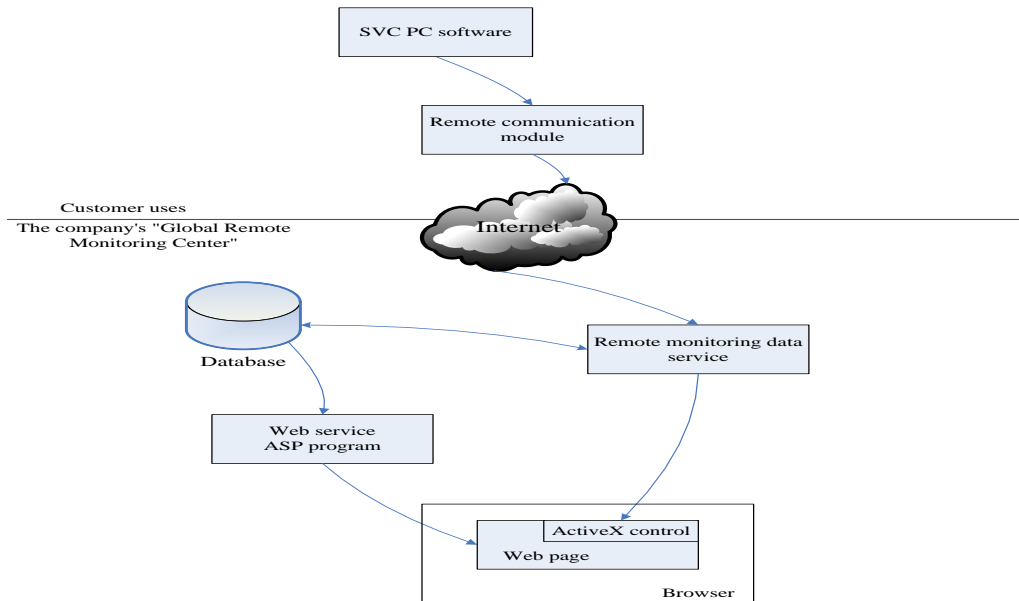 SVC PC software
Remote communication
module
Customer uses
Internet
The company's "Global Remote
Monitoring Center"
Remote monitoring data
service
Database
Web service
ASP program
ActiveX control
Web page
Browser